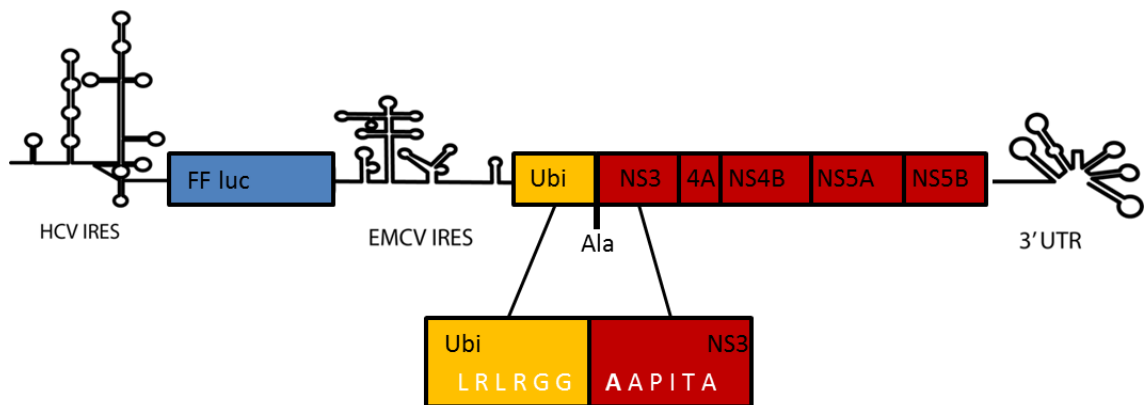 FF luc
Ubi
NS3
4A
NS4B
NS5A
NS5B
HCV IRES
EMCV IRES
Ala
3' UTR
Ubi
NS3
LRLRGG
AAPITA